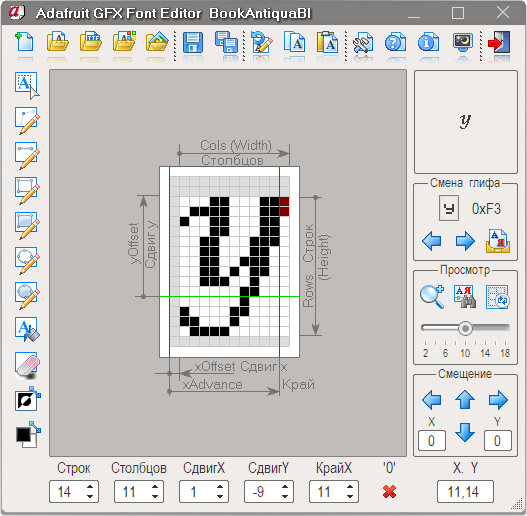 Adafruit GFX Font Editor BookAntiquaBI
Cols (Width)
Столбцов
yOffset
Сдвиг y
Rows Строк
(Height)
xOffset Сдвиг x
xAdvance Край
y
Смена глифа
у 0xF3
Просмотр
2 6 10 14 18
Смещение
X Y
0 0
Строк Столбцов СдвигX СдвигY КрайX '0' X. Y
14 11 1 -9 11 11,14